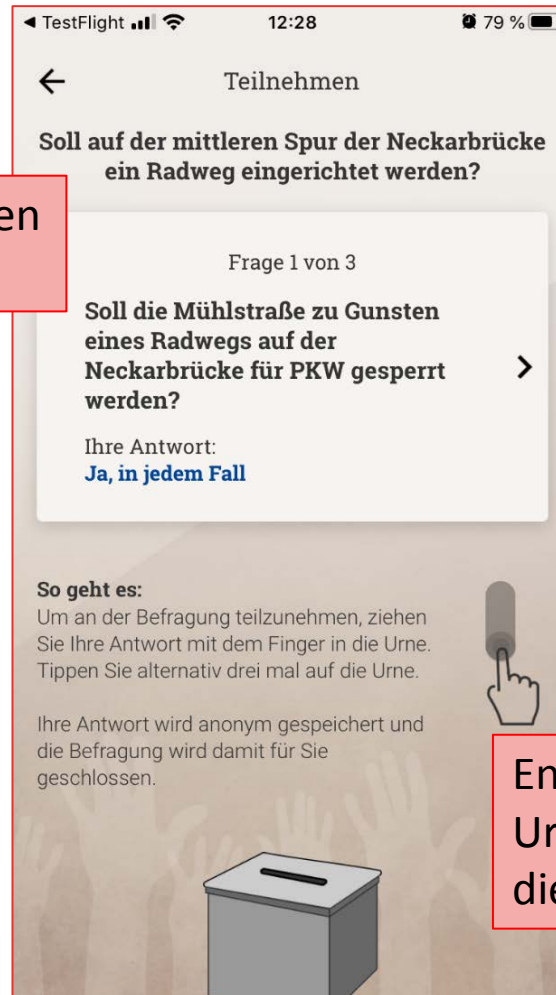 TestFlight 12:28 79 %
Teilnehmen
Soll auf der mittleren Spur der Neckarbrücke
ein Radweg eingerichtet werden?
en
Frage 1 von 3
Soll die Mühlstraße zu Gunsten
eines Radwegs auf der
Neckarbrücke für PKW gesperrt
werden?
Ihre Antwort:
Ja, in jedem Fall
So geht es:
Um an der Befragung teilzunehmen, ziehen
Sie Ihre Antwort mit dem Finger in die Urne.
Tippen Sie alternativ drei mal auf die Urne.
Ihre Antwort wird anonym gespeichert und
die Befragung wird damit für Sie
geschlossen.
En
Ur
die